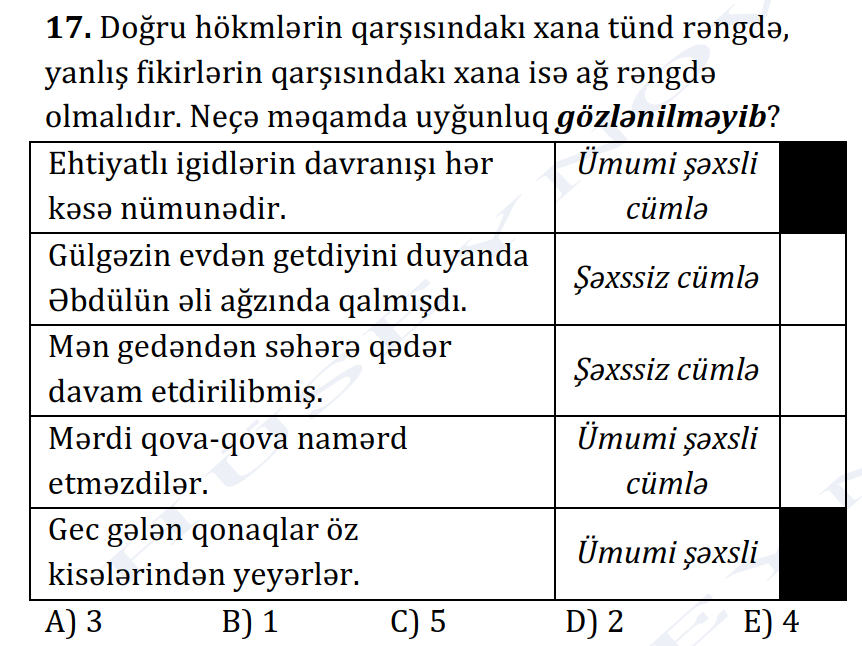 17. Doğru hökmlərin qarşısındakı xana tünd rəngdə,
yanlış fikirlərin qarşısındakı xana isə ağ rəngdə
olmalıdır. Neçə məqamda uyğunluq gözlənilməyib?
Ehtiyatlı igidlərin davranışı hər
kəsə nümunədir.
Ümumi şəxsli
cümlə
Gülgəzin evdən getdiyini duyanda
Əbdülün əli ağzında qalmışdı.
Şəxssiz cümlə
Mən gedəndən səhərə qədər
davam etdirilibmiş.
Şəxssiz cümlə
Mərdi qova-qova namərd
etməzdilər.
Ümumi şəxsli
cümlə
Gec gələn qonaqlar öz
kisələrindən yeyərlər.
Ümumi şəxsli
A) 3 B) 1 C) 5 D) 2 E) 4